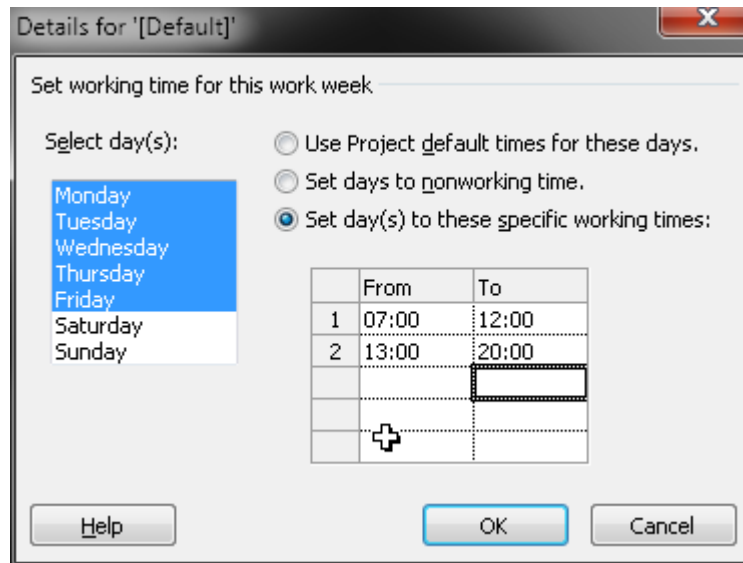 Details for '[Default]'
Set working time for this work week
Select day(s):
Use Project default times for these days.
Set days to nonworking time.
Set day(s) to these specific working times:
Monday
Tuesday
Wednesday
Thursday
Friday
Saturday
Sunday
From To
1 07:00 12:00
2 13:00 20:00
Help OK Cancel